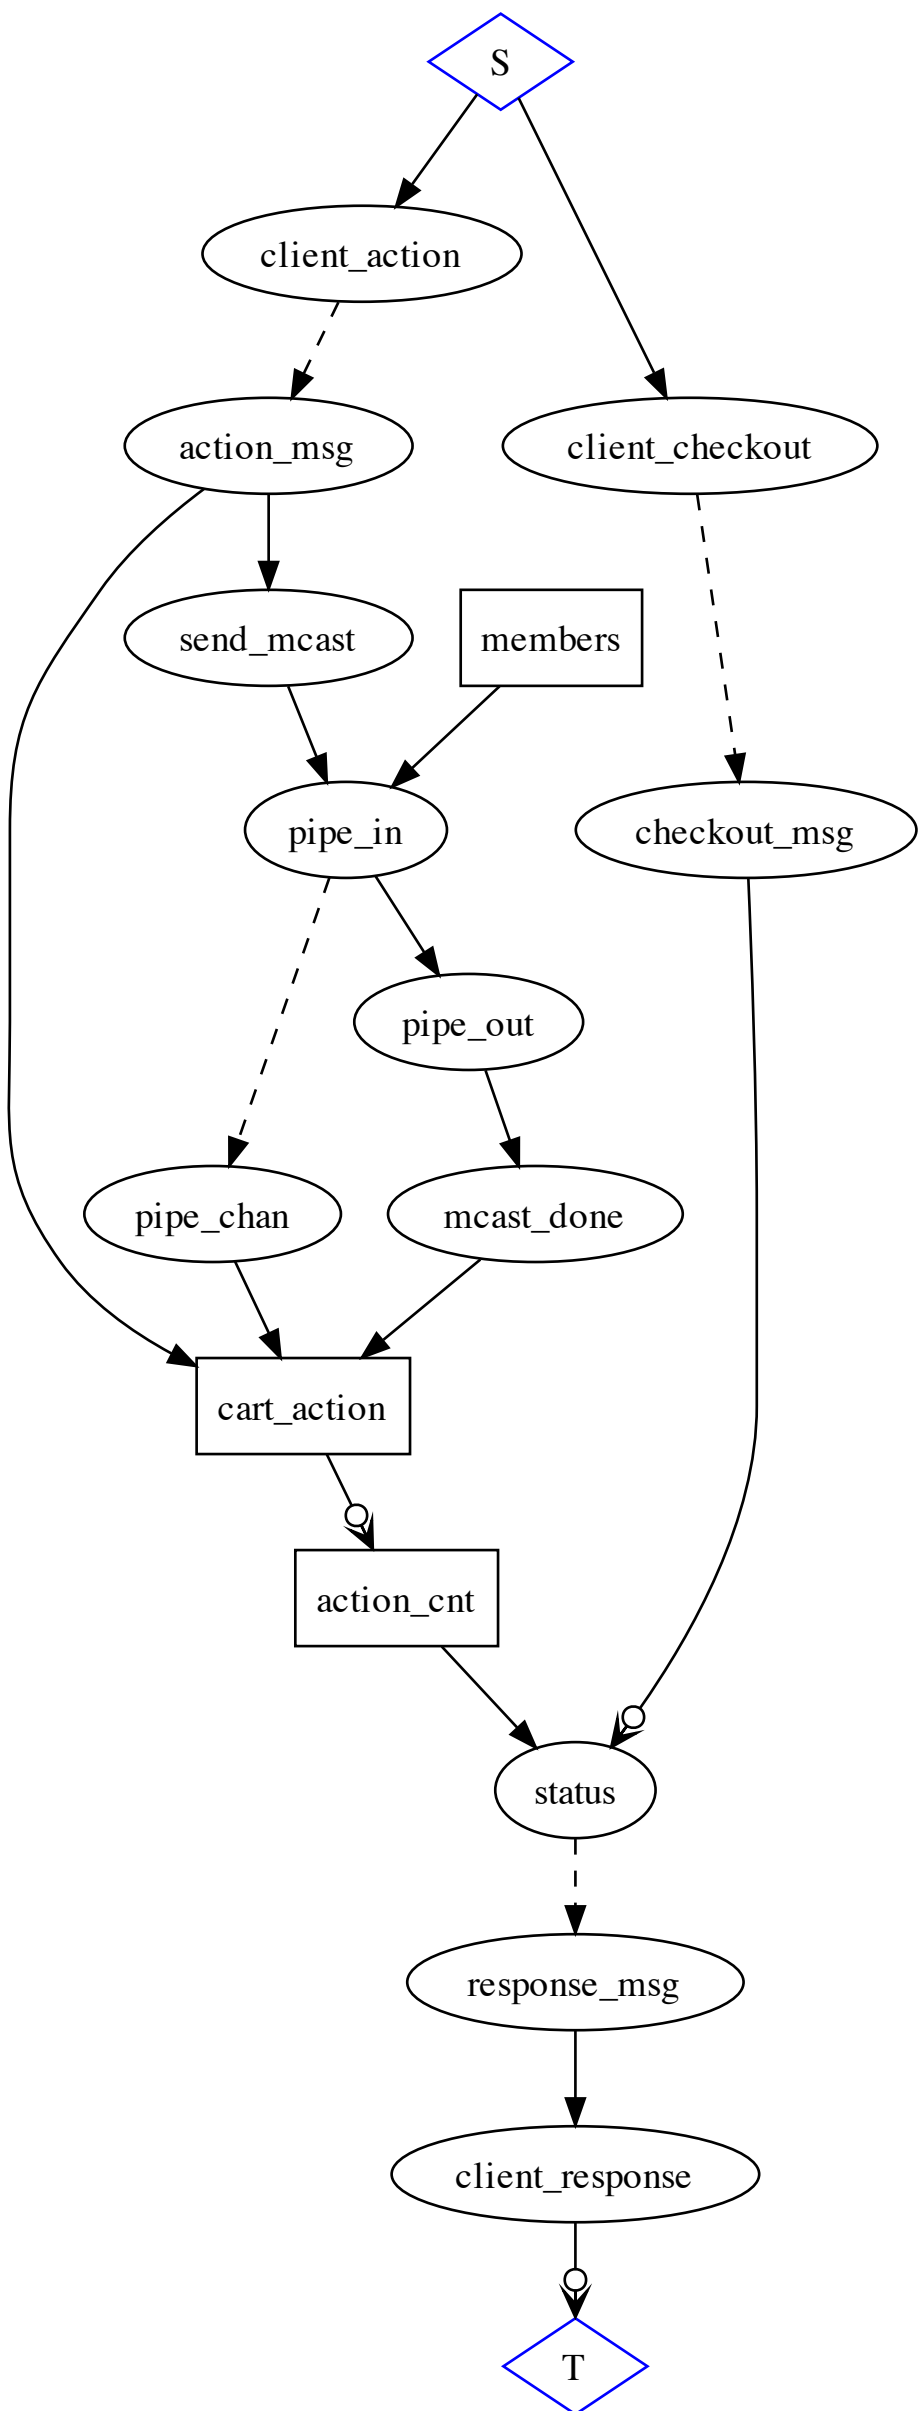 S
client_action
action_msg
client_checkout
send_mcast
members
pipe_in
checkout_msg
pipe_out
pipe_chan
mcast_done
cart_action
action_cnt
status
response_msg
client_response
T